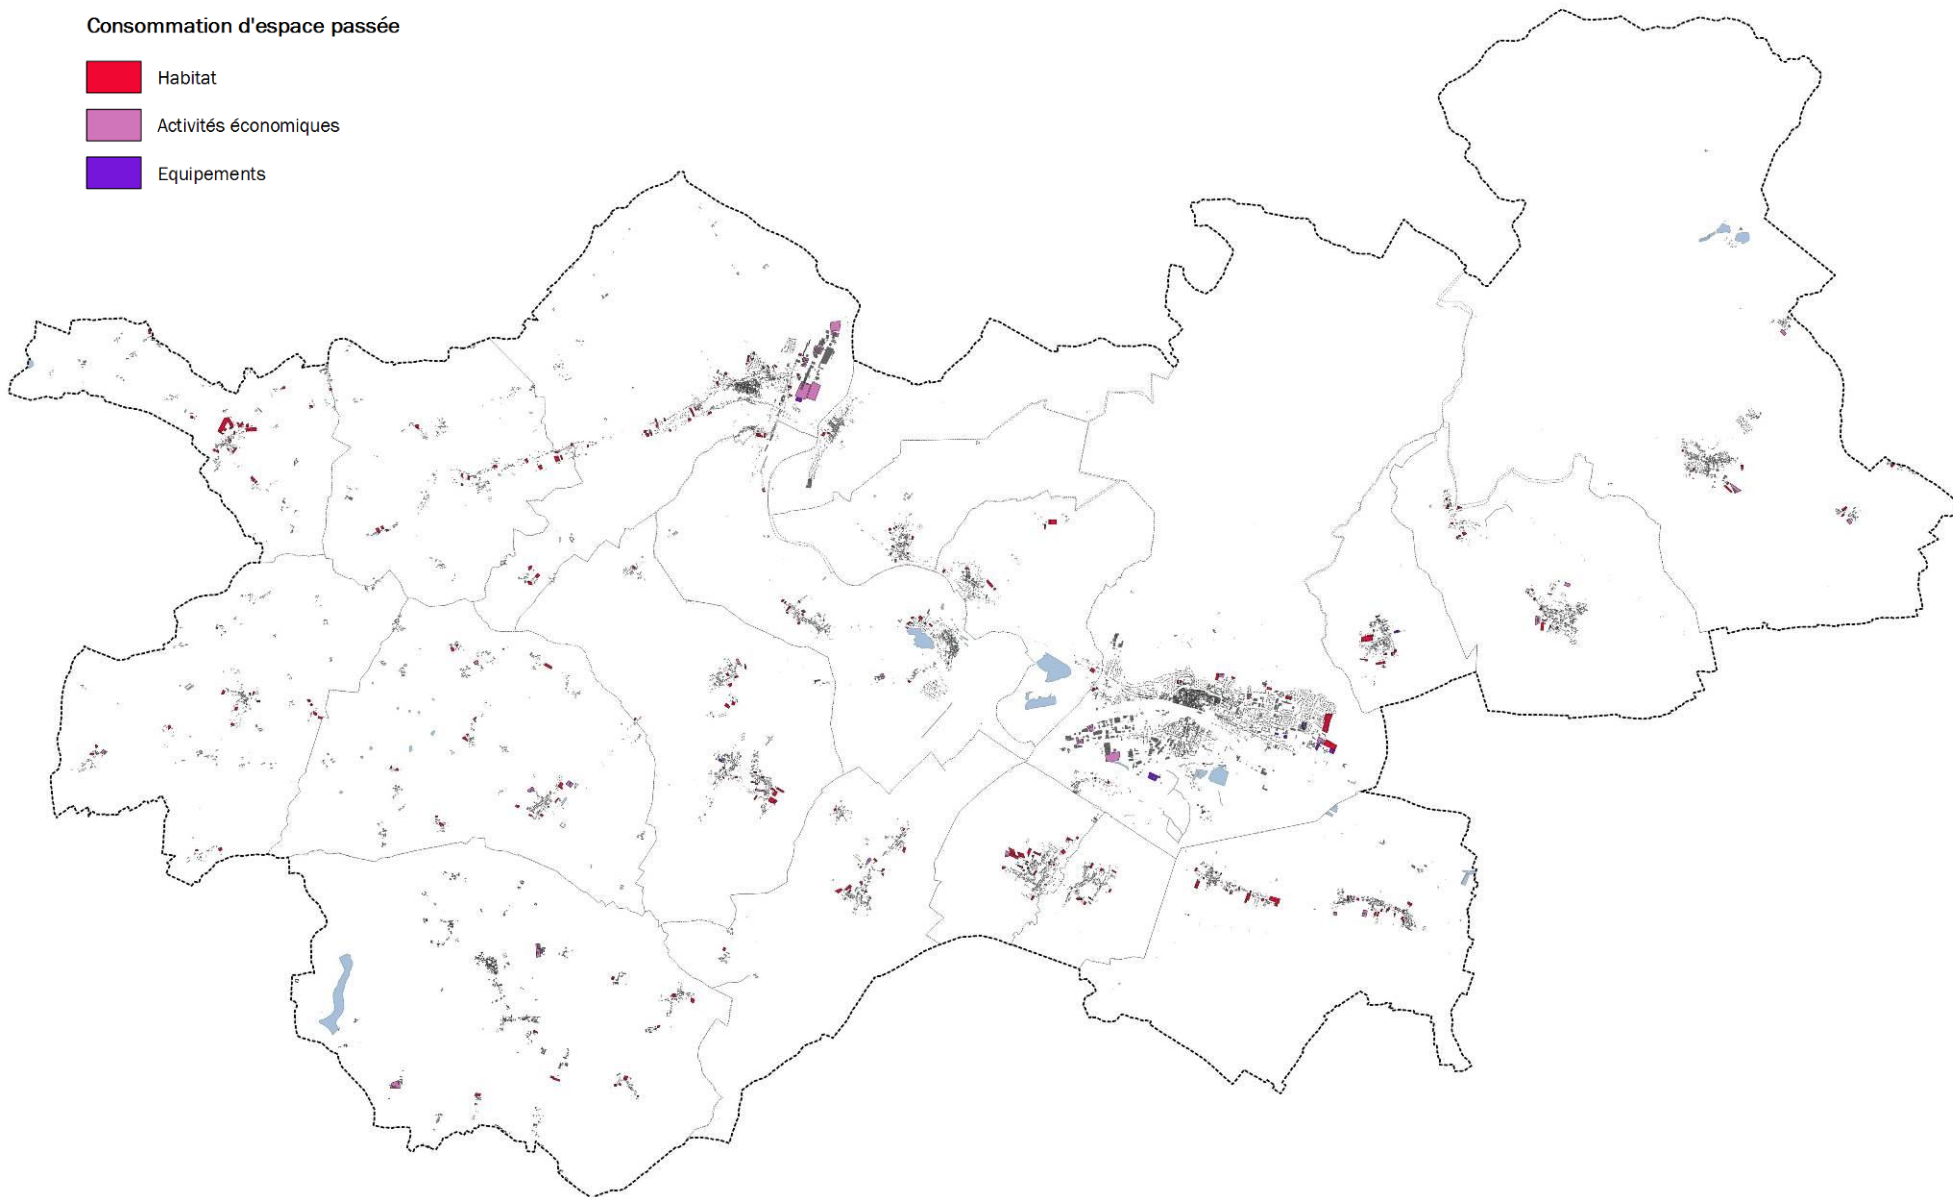 Consommation d'espace passée
Habitat
Activités économiques
Equipements